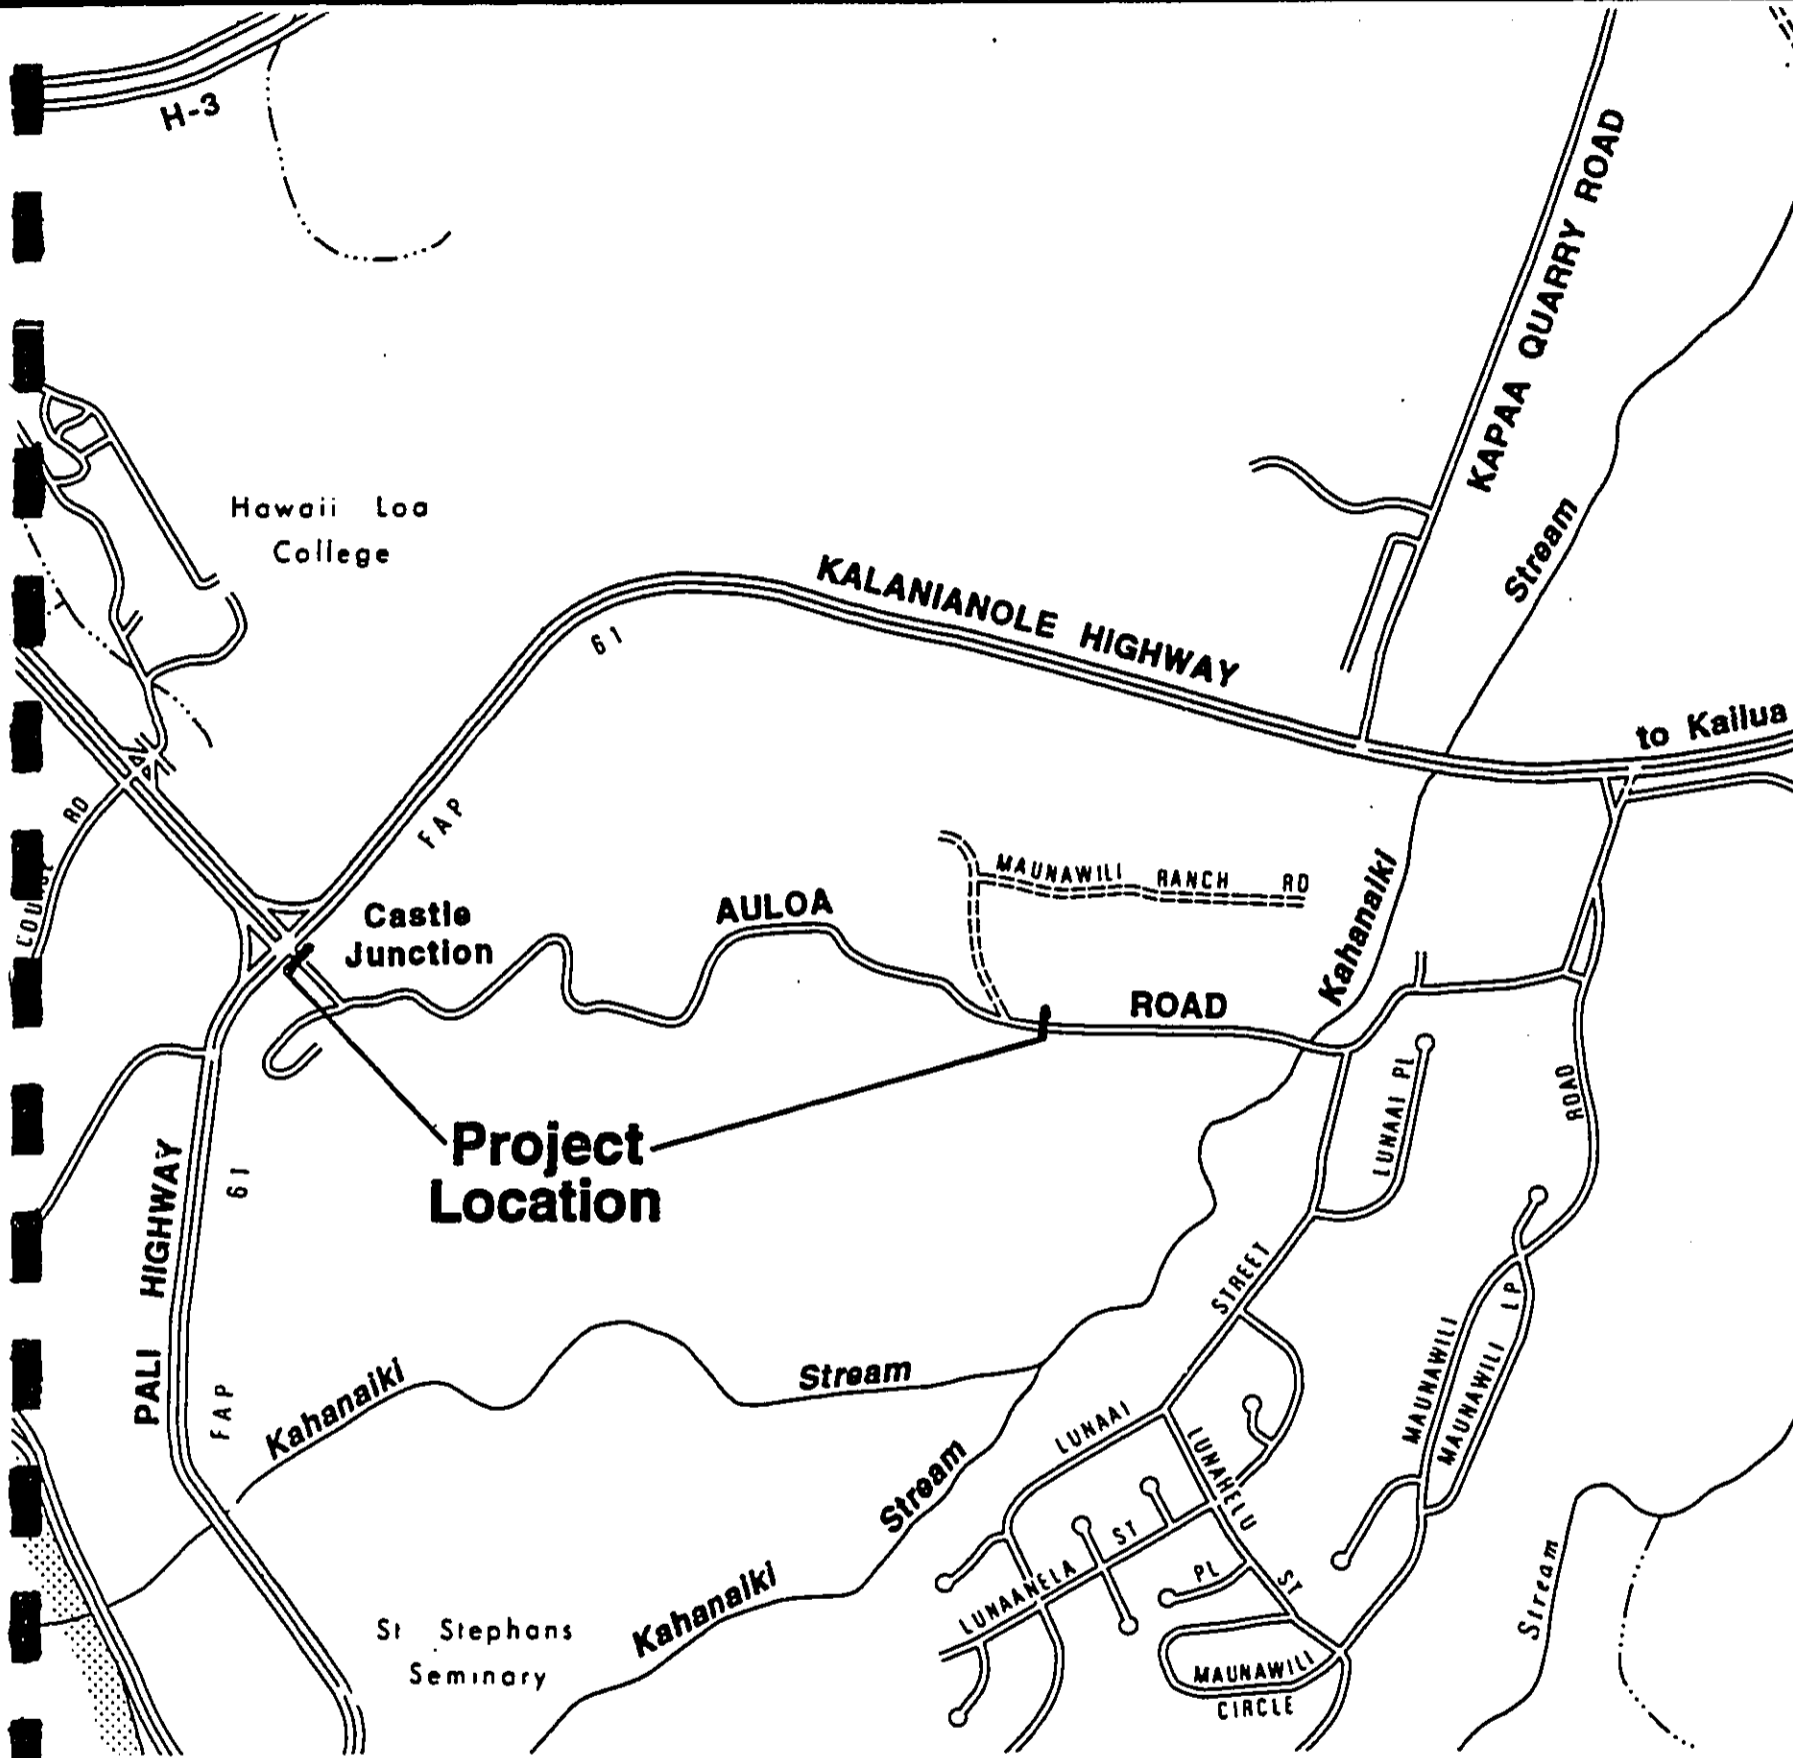 H-3
KAPAA QUARRY ROAD
Hawaii Loa
College
Stream
KALANIANOLE HIGHWAY
61
to Kailua
RD
FAP
MAUNAWILI RANCH RD
Kahanaiki
AULOA
Castle
Junction
ROAD
LUNAAI PL
ROAD
Project
Location
PALI HIGHWAY
61
STREET
MAUNAWILI
MAUNAWILI LP
Kahanaiki
Stream
FAP
LUNAAI
LUNAHELU
ST
Stream
LUNAANELA ST
PL
Kahanaiki
Stream
St Stephans
Seminary
MAUNAWILI
CIRCLE